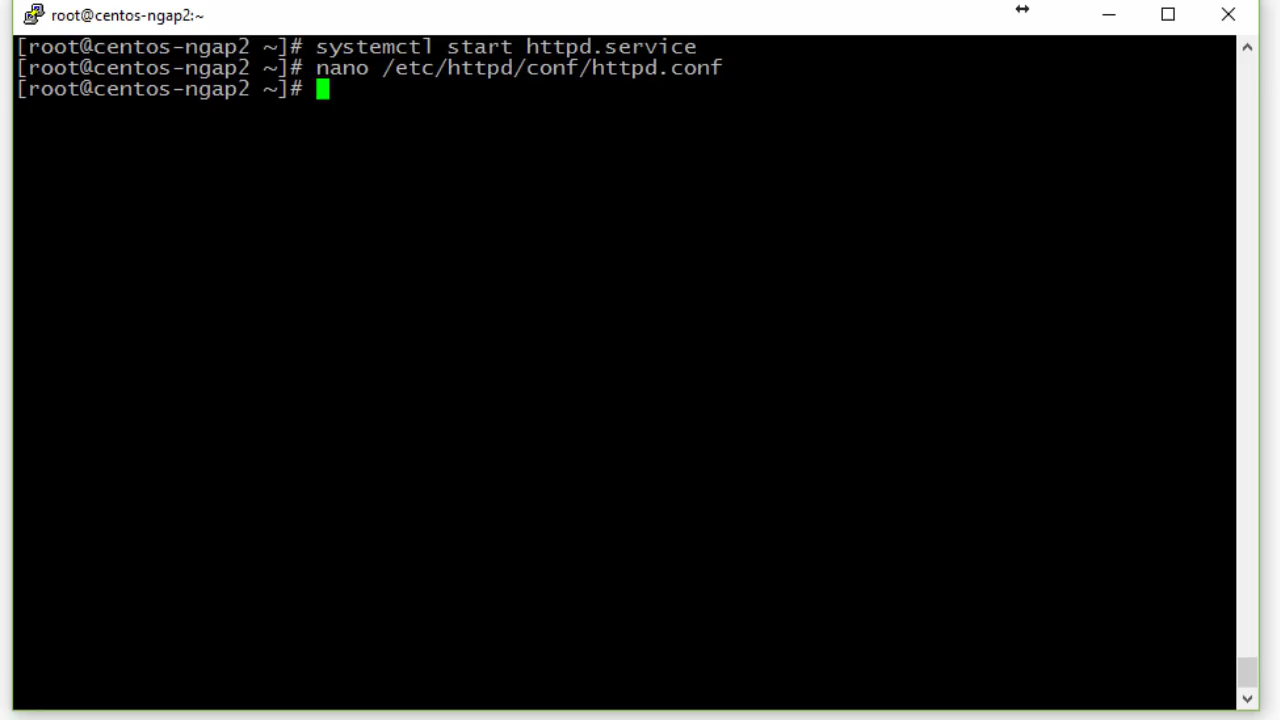 root@centos-ngap2:~
[root@centos-ngap2 ~]# systemctl start httpd.service
[root@centos-ngap2 ~]# nano /etc/httpd/conf/httpd.conf
[root@centos-ngap2 ~]#